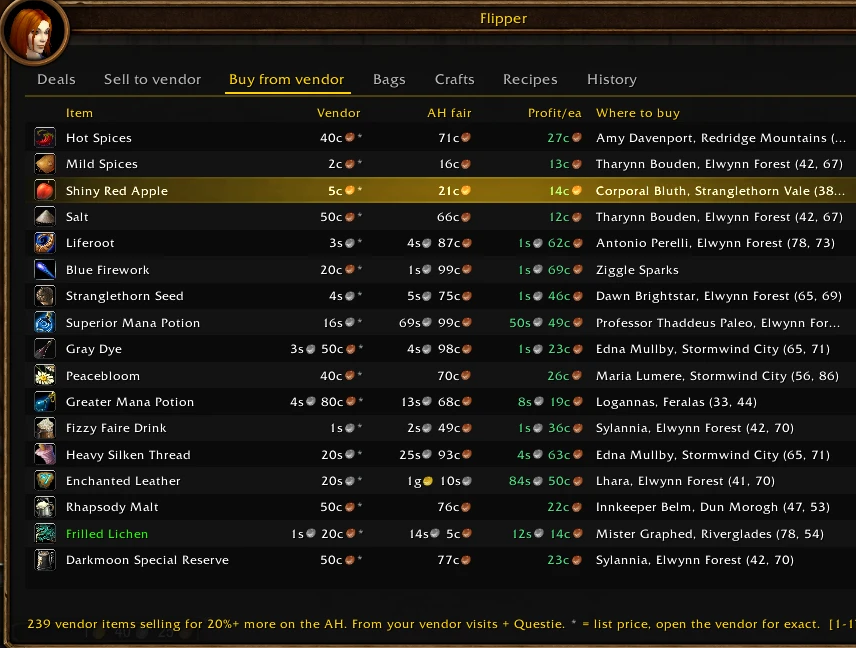 Flipper
Deals Sell to vendor Buy from vendor Bags Crafts Recipes History
Item Vendor AH fair Profit/ea Where to buy
Hot Spices 40c * 71c 27c Amy Davenport, Redridge Mountains (...
Mild Spices 2c * 16c 13c Tharynn Bouden, Elwynn Forest (42, 67)
Shiny Red Apple 5c * 21c 14c Corporal Bluth, Stranglethorn Vale (38...
Salt 50c * 66c 12c Tharynn Bouden, Elwynn Forest (42, 67)
Liferoot 3s * 4s 87c 1s 62c Antonio Perelli, Elwynn Forest (78, 73)
Blue Firework 20c * 1s 99c 1s 69c Ziggle Sparks
Stranglethorn Seed 4s * 5s 75c 1s 46c Dawn Brightstar, Elwynn Forest (65, 69)
Superior Mana Potion 16s * 69s 99c 50s 49c Professor Thaddeus Paleo, Elwynn For...
Gray Dye 3s 50c * 4s 98c 1s 23c Edna Mullby, Stormwind City (65, 71)
Peacebloom 40c * 70c 26c Maria Lumere, Stormwind City (56, 86)
Greater Mana Potion 4s 80c * 13s 68c 8s 19c Logannas, Feralas (33, 44)
Fizzy Faire Drink 1s * 2s 49c 1s 36c Sylannia, Elwynn Forest (42, 70)
Heavy Silken Thread 20s * 25s 93c 4s 63c Edna Mullby, Stormwind City (65, 71)
Enchanted Leather 20s * 1g 10s 84s 50c Lhara, Elwynn Forest (41, 70)
Rhapsody Malt 50c * 76c 22c Innkeeper Belm, Dun Morogh (47, 53)
Frilled Lichen 1s 20c * 14s 5c 12s 14c Mister Graphed, Riverglades (78, 54)
Darkmoon Special Reserve 50c * 77c 23c Sylannia, Elwynn Forest (42, 70)
239 vendor items selling for 20%+ more on the AH. From your vendor visits + Questie. * = list price, open the vendor for exact.